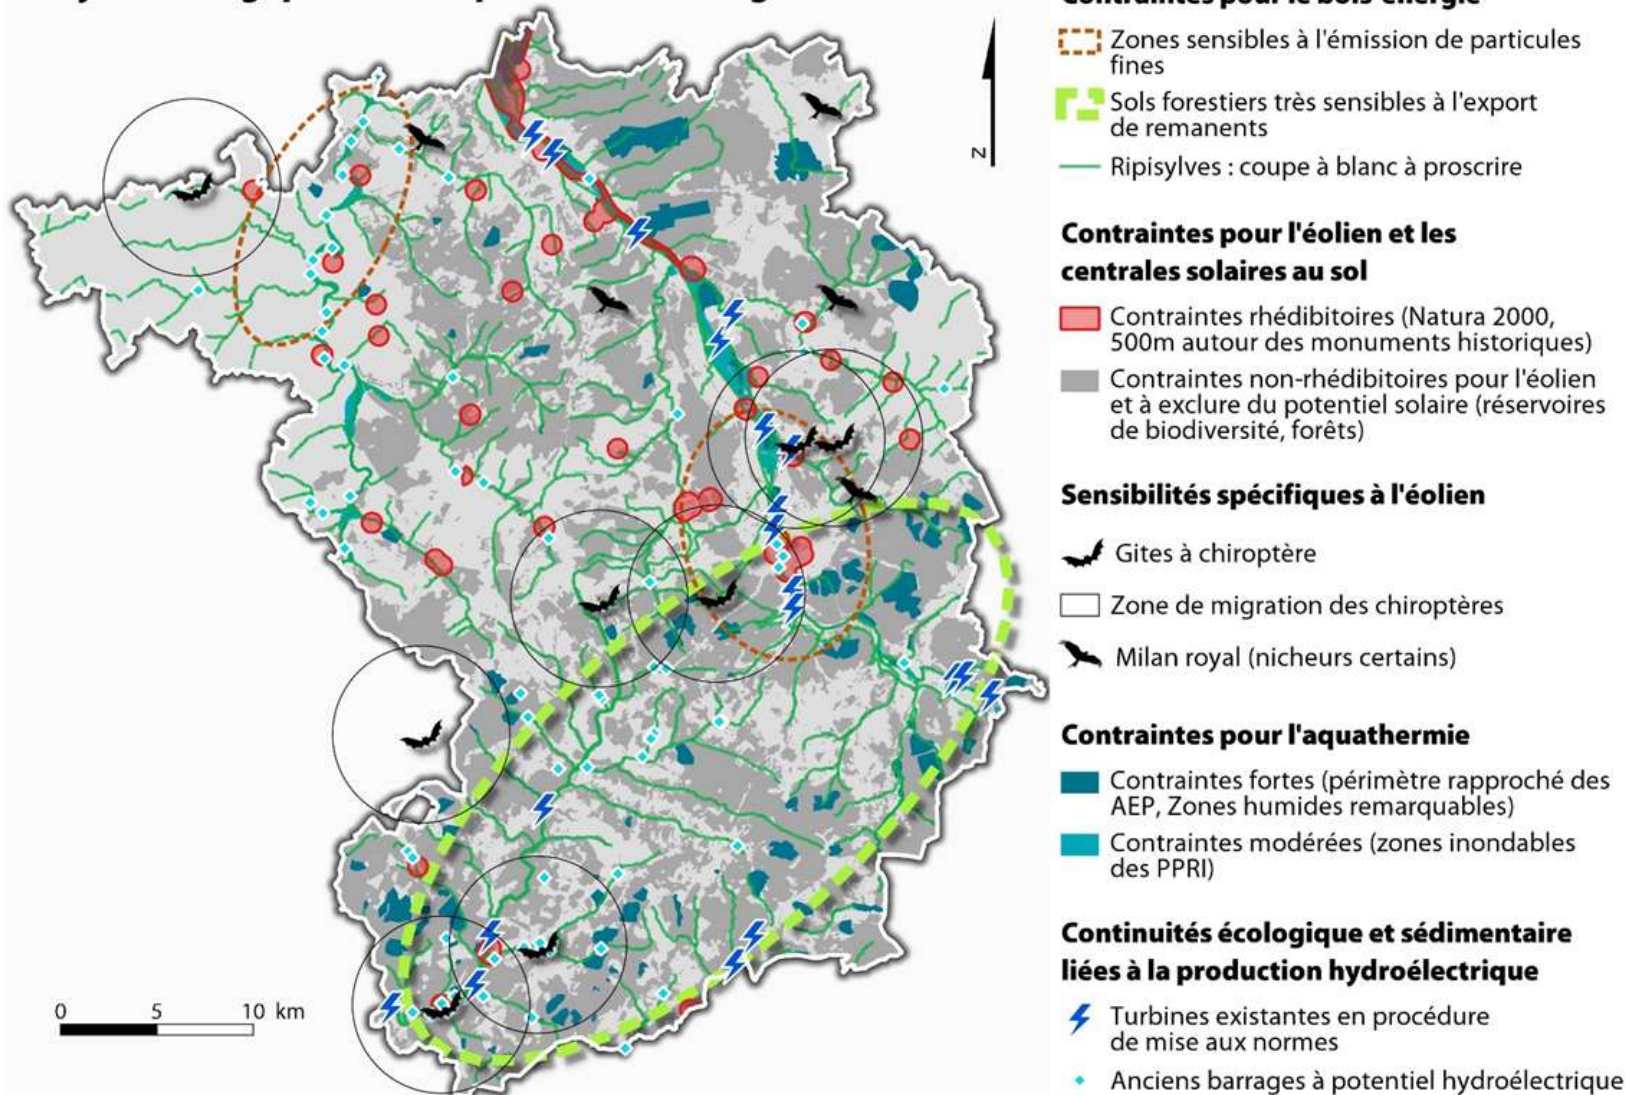 Contraintes pour le bois-énergie
Zones sensibles à l'émission de particules
fines
Sols forestiers très sensibles à l'export
de remanents
Ripisylves : coupe à blanc à proscrire
Contraintes pour l'éolien et les
centrales solaires au sol
Contraintes rhédibitoires (Natura 2000,
500m autour des monuments historiques)
Contraintes non-rhédibitoires pour l'éolien
et à exclure du potentiel solaire (réservoires
de biodiversité, forêts)
Sensibilités spécifiques à l'éolien
Gites à chiroptère
Zone de migration des chiroptères
Milan royal (nicheurs certains)
Contraintes pour l'aquathermie
Contraintes fortes (périmètre rapproché des
AEP, Zones humides remarquables)
Contraintes modérées (zones inondables
des PPRI)
Continuités écologique et sédimentaire
liées à la production hydroélectrique
Turbines existantes en procédure
de mise aux normes
Anciens barrages à potentiel hydroélectrique
N
0 5 10 km